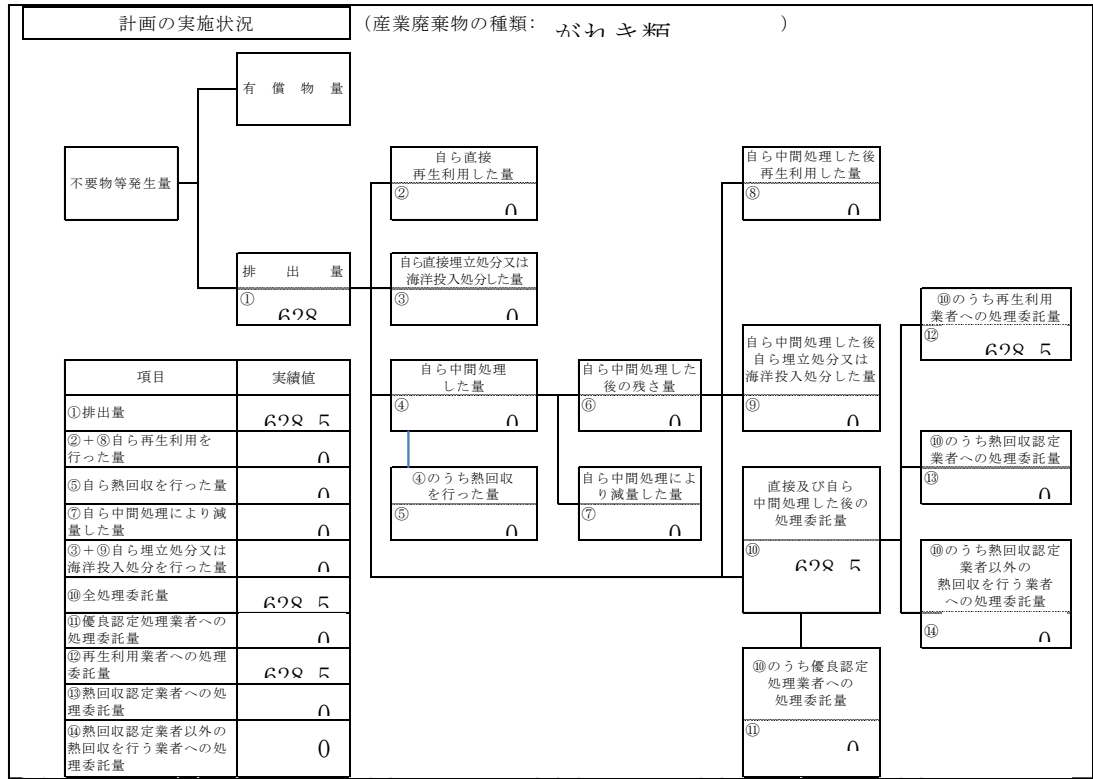 計画の実施状況
(産業廃棄物の種類: がれき類 )
有償物量
不要物等発生量
自ら直接
再生利用した量
②
0
自ら中間処理した後
再生利用した量
⑧
0
排出量
①
628
自ら直接埋立処分又は
海洋投入処分した量
③
0
⑩のうち再生利用
業者への処理委託量
⑫
628.5
自ら中間処理した後
自ら埋立処分又は
海洋投入処分した量
⑨
0
自ら中間処理
した量
④
0
自ら中間処理した
後の残さ量
⑥
0
⑩のうち熱回収認定
業者への処理委託量
⑬
0
④のうち熱回収
を行った量
⑤
0
自ら中間処理によ
り減量した量
⑦
0
直接及び自ら
中間処理した後の
処理委託量
⑩
628.5
⑩のうち熱回収認定
業者以外の
熱回収を行う業者
への処理委託量
⑭
0
⑩のうち優良認定
処理業者への
処理委託量
⑪
0
項目 実績値
①排出量 628.5
②+⑧自ら再生利用を
行った量 0
⑤自ら熱回収を行った量 0
⑦自ら中間処理により減
量した量 0
③+⑨自ら埋立処分又は
海洋投入処分を行った量 0
⑩全処理委託量 628.5
⑪優良認定処理業者への
処理委託量 0
⑫再生利用業者への処理
委託量 628.5
⑬熱回収認定業者への処
理委託量 0
⑭熱回収認定業者以外の
熱回収を行う業者への処
理委託量 0